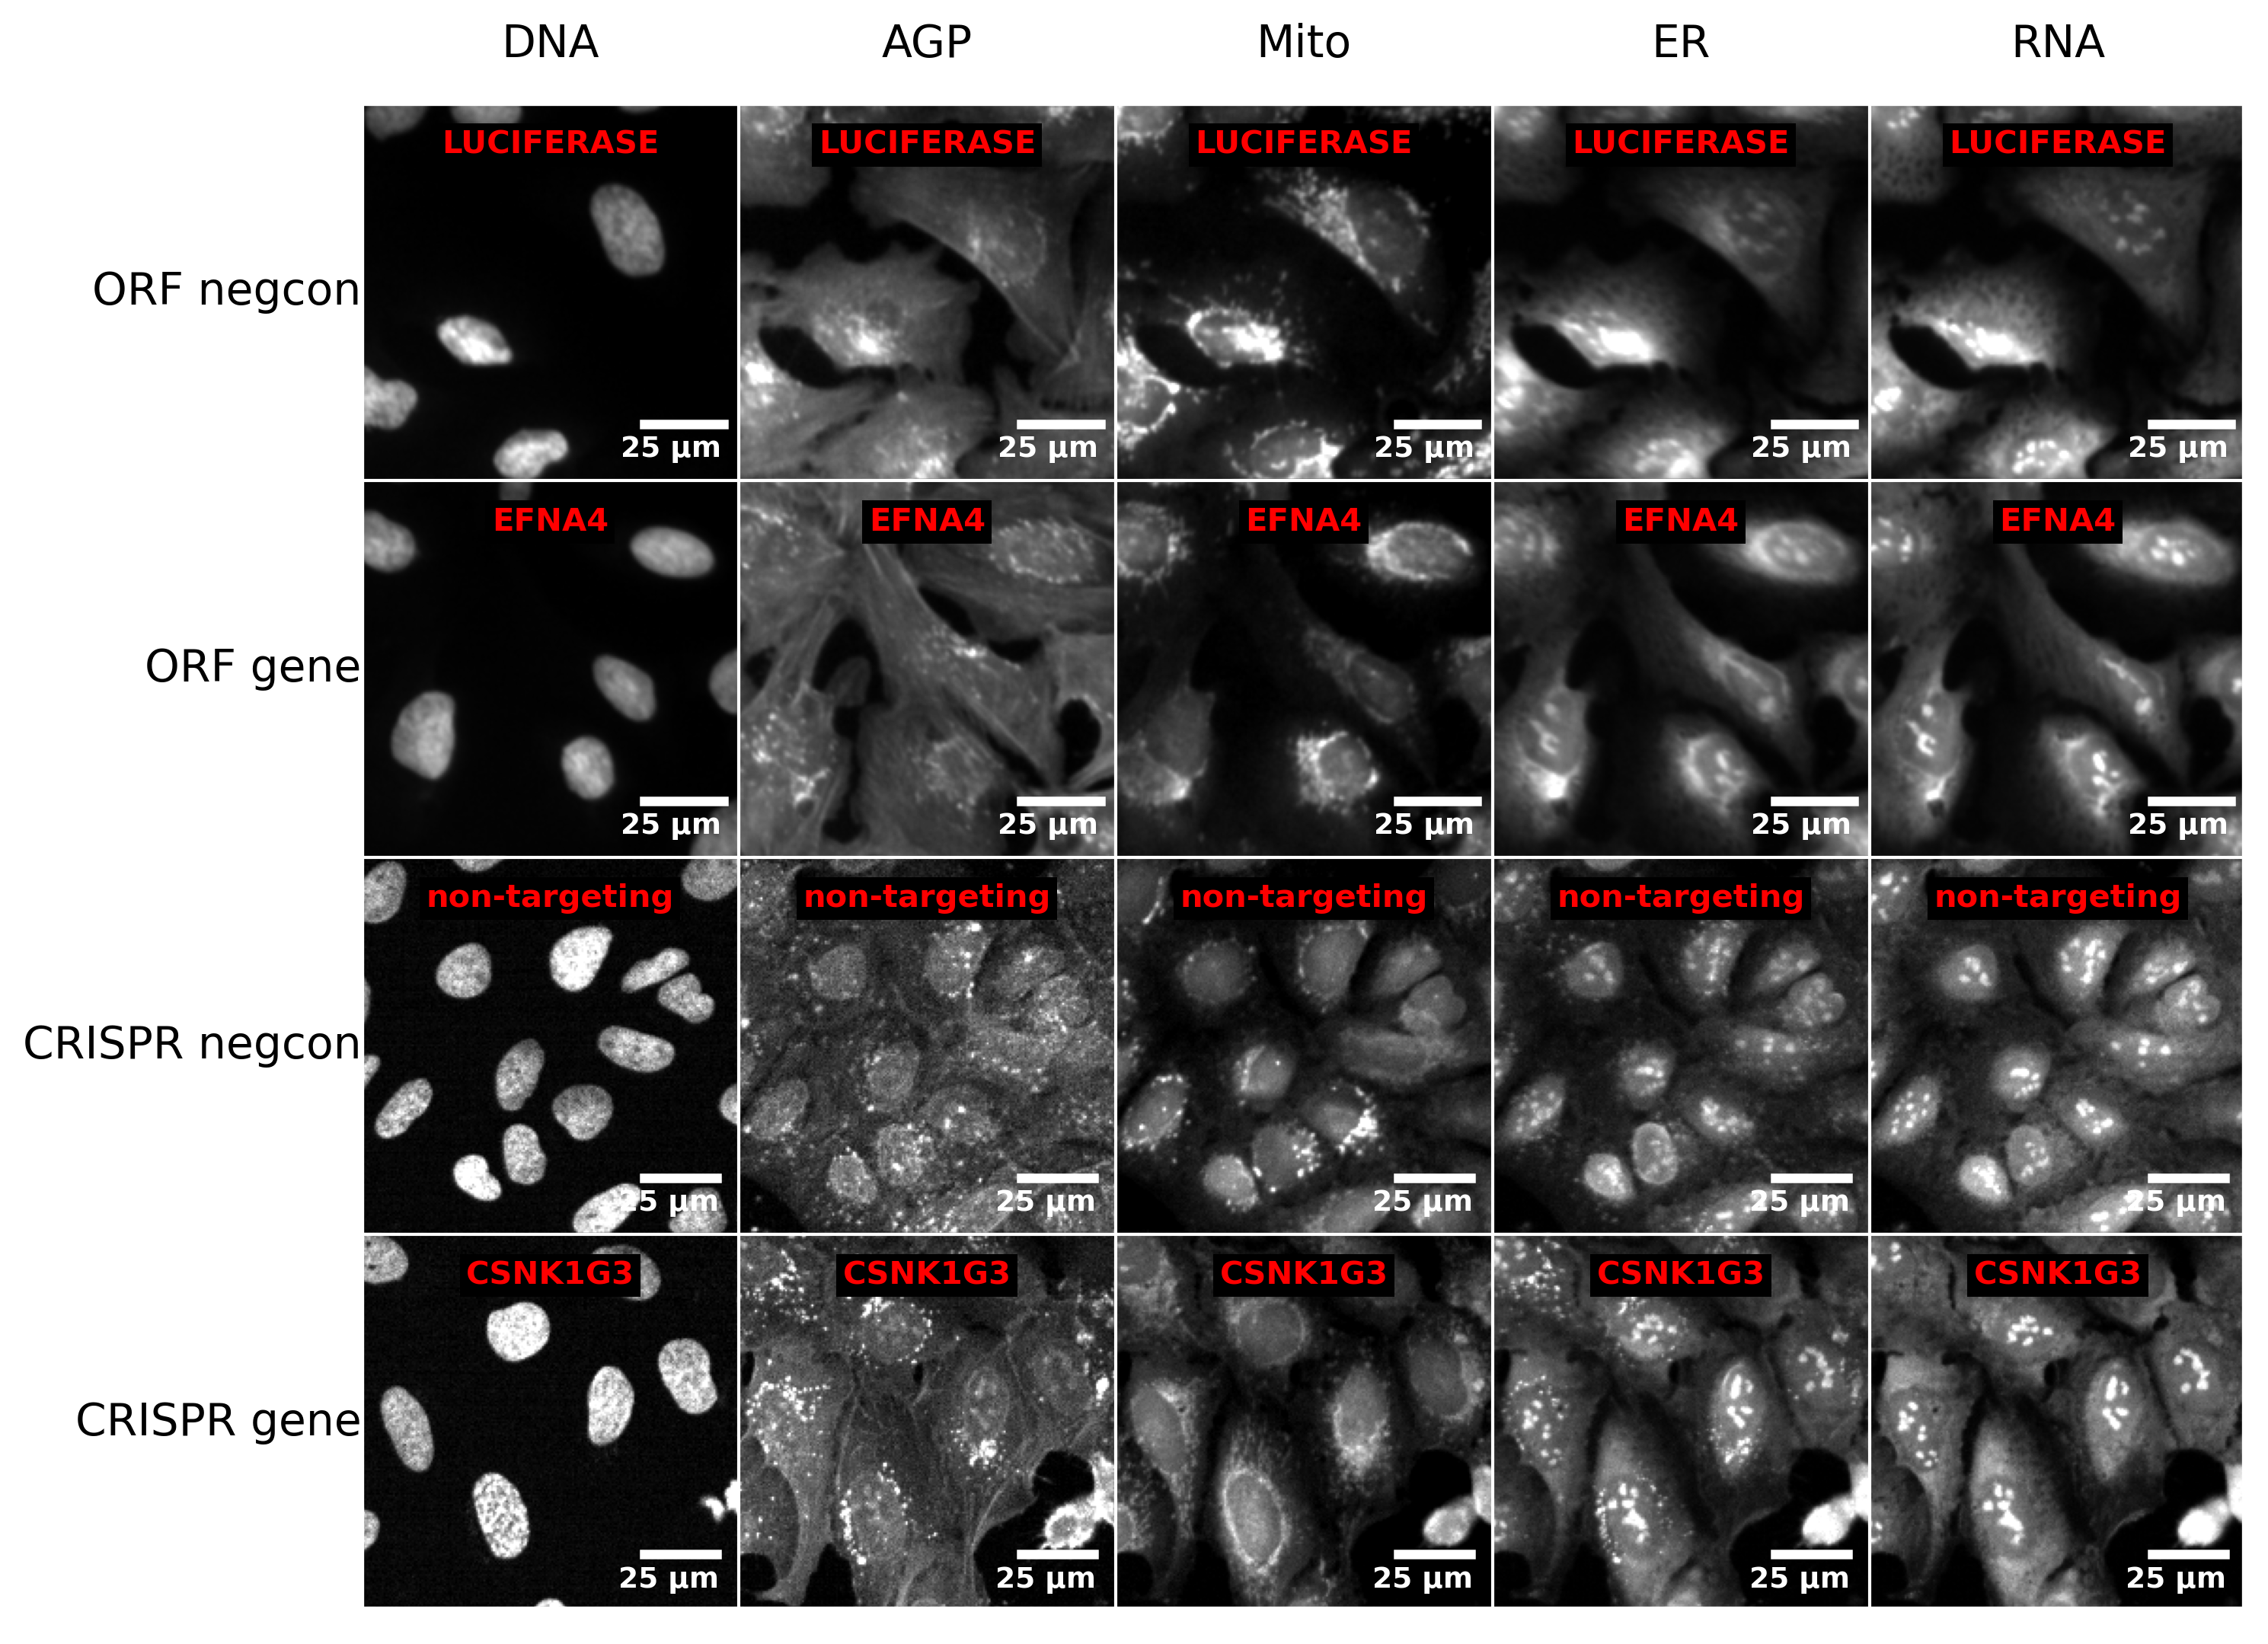 DNA AGP Mito ER RNA
ORF negcon
LUCIFERASE LUCIFERASE LUCIFERASE LUCIFERASE LUCIFERASE
25 µm 25 µm 25 µm 25 µm 25 µm
ORF gene
EFNA4 EFNA4 EFNA4 EFNA4 EFNA4
25 µm 25 µm 25 µm 25 µm 25 µm
CRISPR negcon
non-targeting non-targeting non-targeting non-targeting non-targeting
25 µm 25 µm 25 µm 25 µm 25 µm
CRISPR gene
CSNK1G3 CSNK1G3 CSNK1G3 CSNK1G3 CSNK1G3
25 µm 25 µm 25 µm 25 µm 25 µm